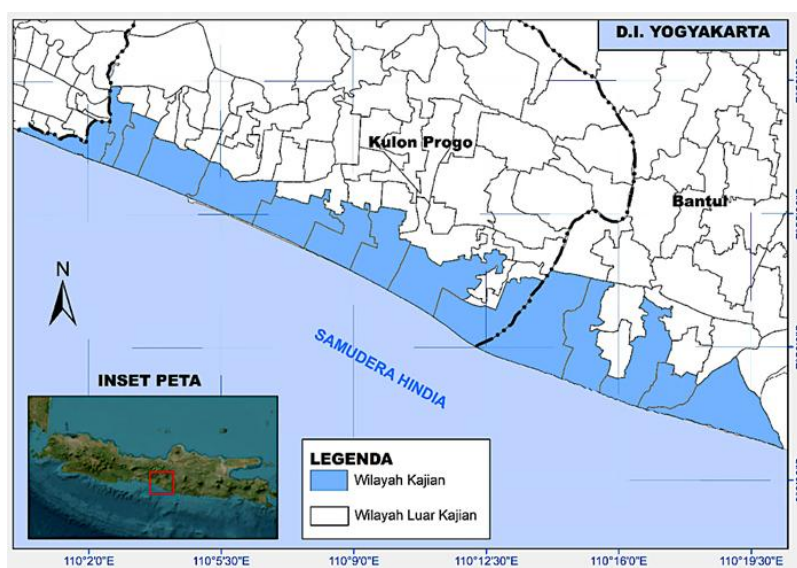 D.I. YOGYAKARTA
Kulon Progo
Bantul
N
SAMUDERA HINDIA
INSET PETA
LEGENDA
Wilayah Kajian
Wilayah Luar Kajian
110°2'0"E 110°5'30"E 110°9'0"E 110°12'30"E 110°16'0"E 110°19'30"E